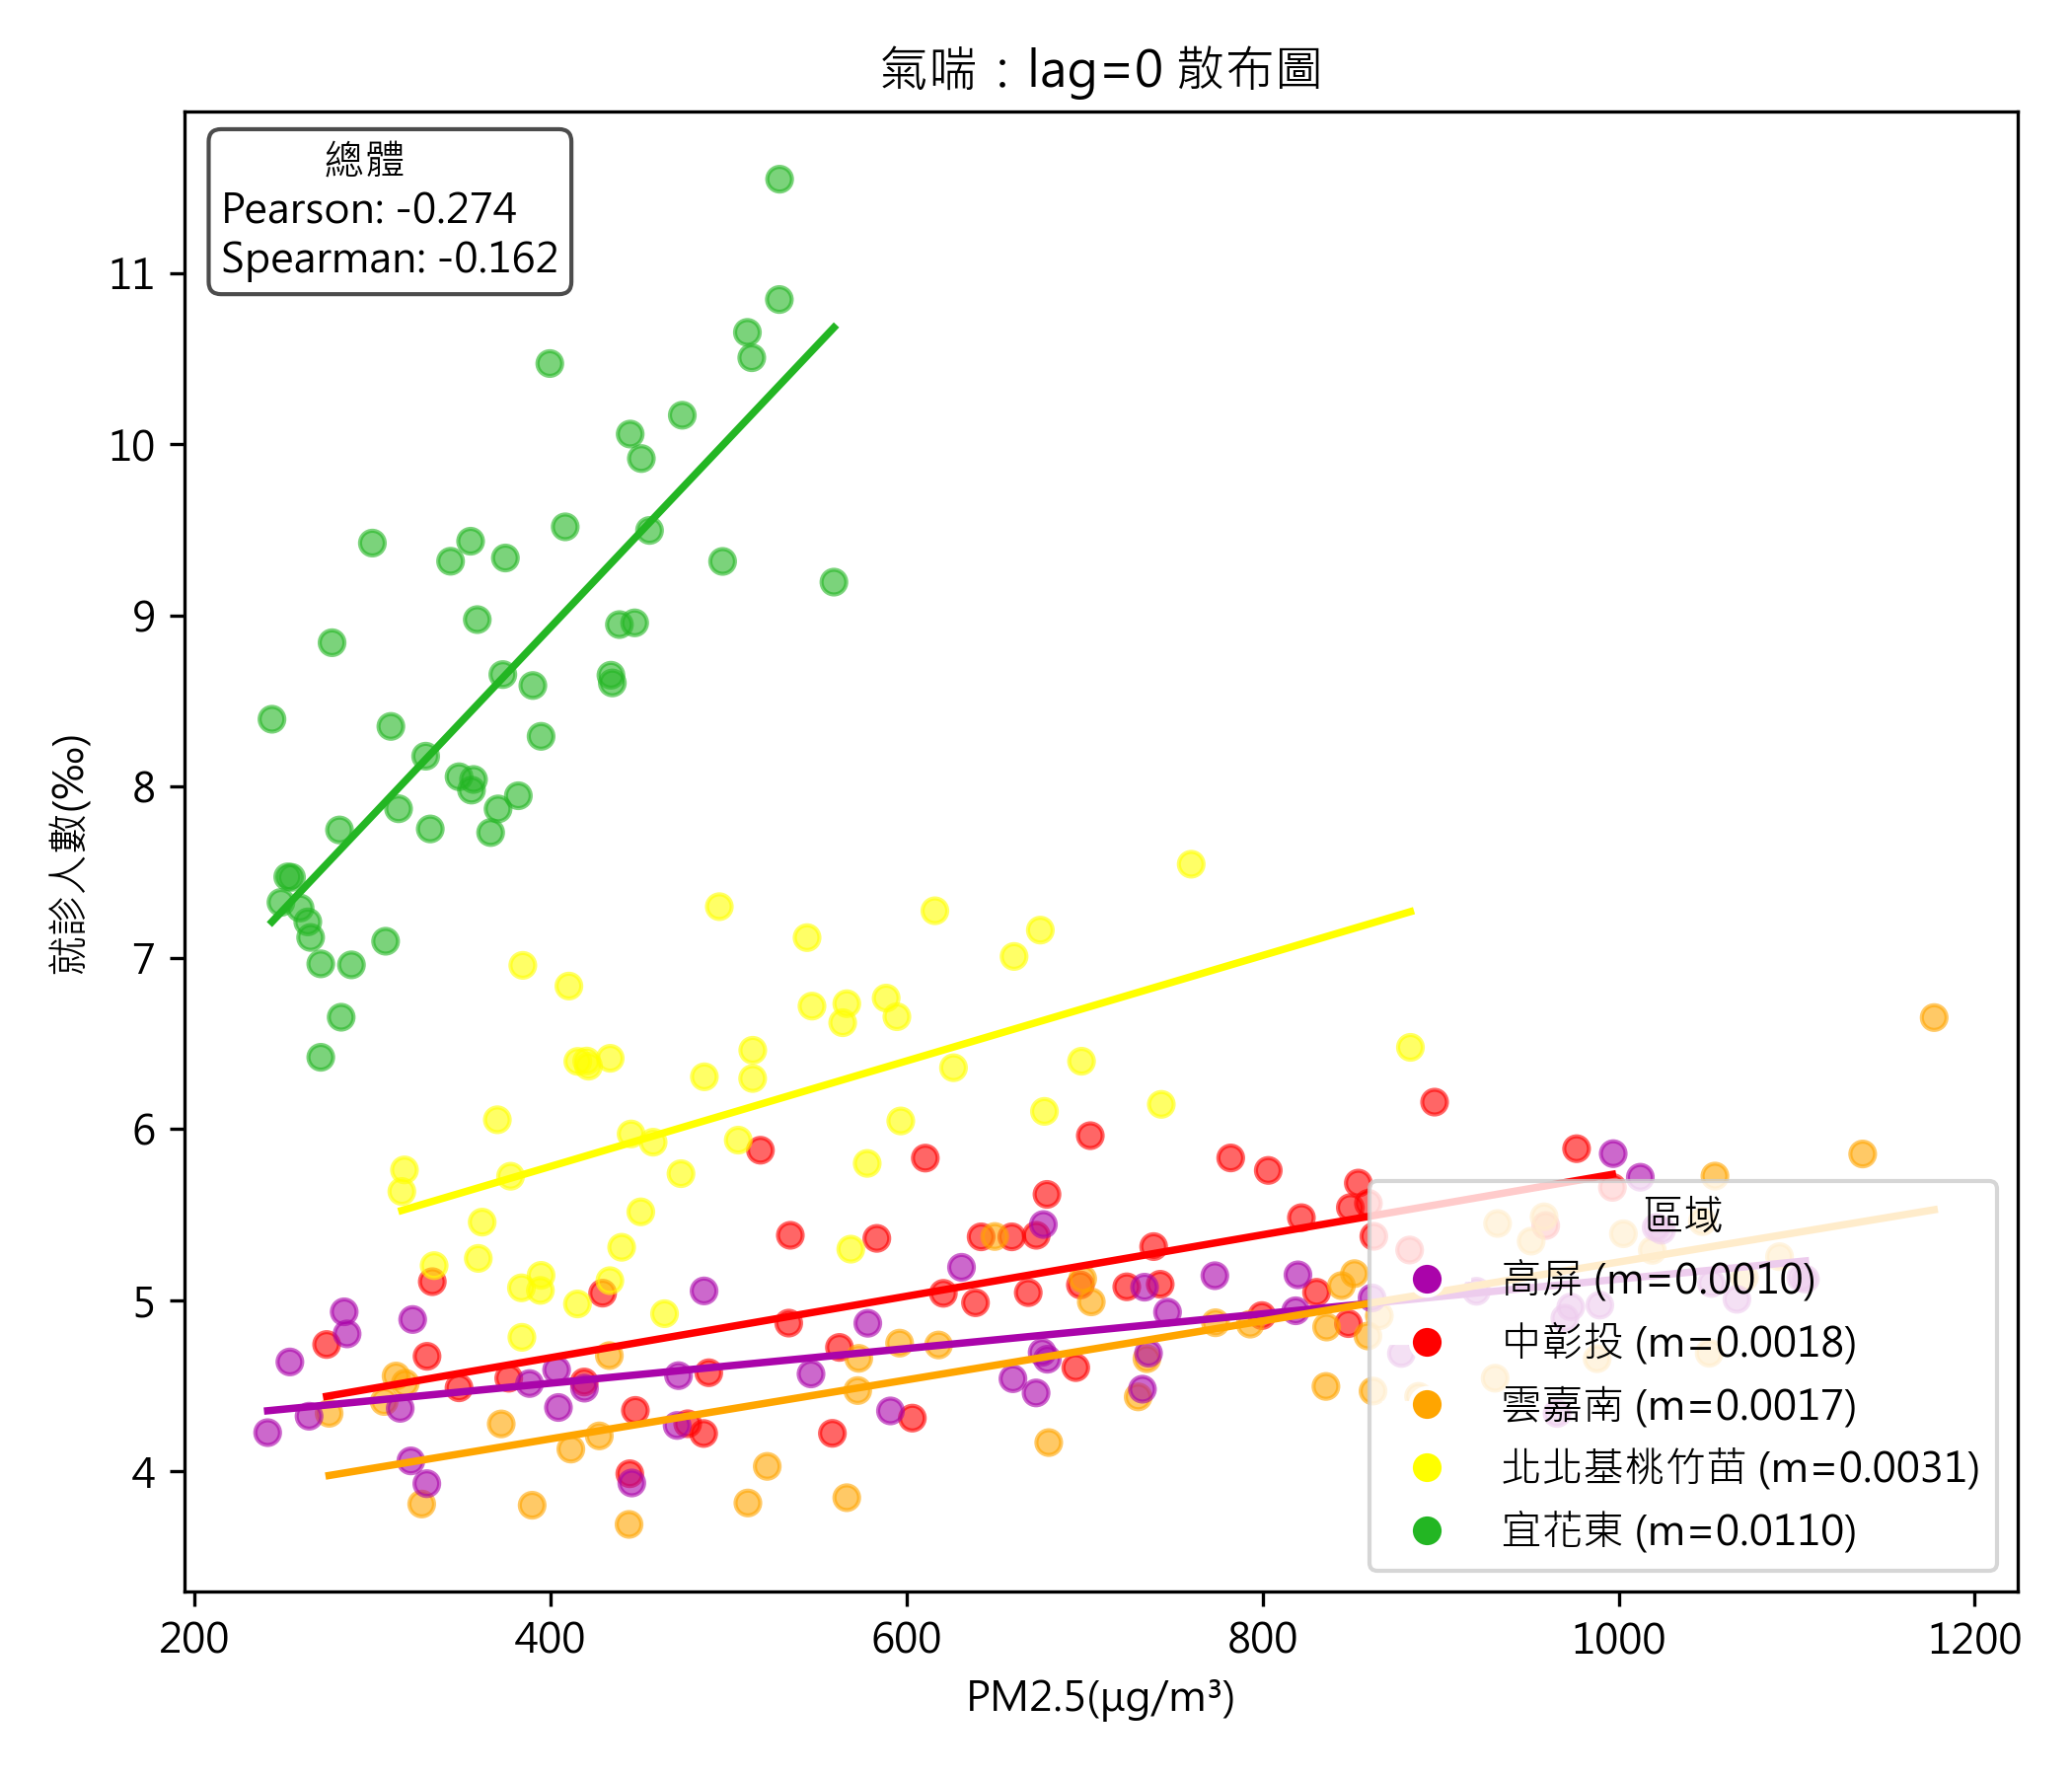 氣喘：lag=0 散布圖
總體
Pearson: -0.274
Spearman: -0.162
就診人數(‰)
11
10
9
8
7
6
5
4
區域
高屏 (m=0.0010)
中彰投 (m=0.0018)
雲嘉南 (m=0.0017)
北北基桃竹苗 (m=0.0031)
宜花東 (m=0.0110)
200
400
600
800
1000
1200
PM2.5(μg/m³)